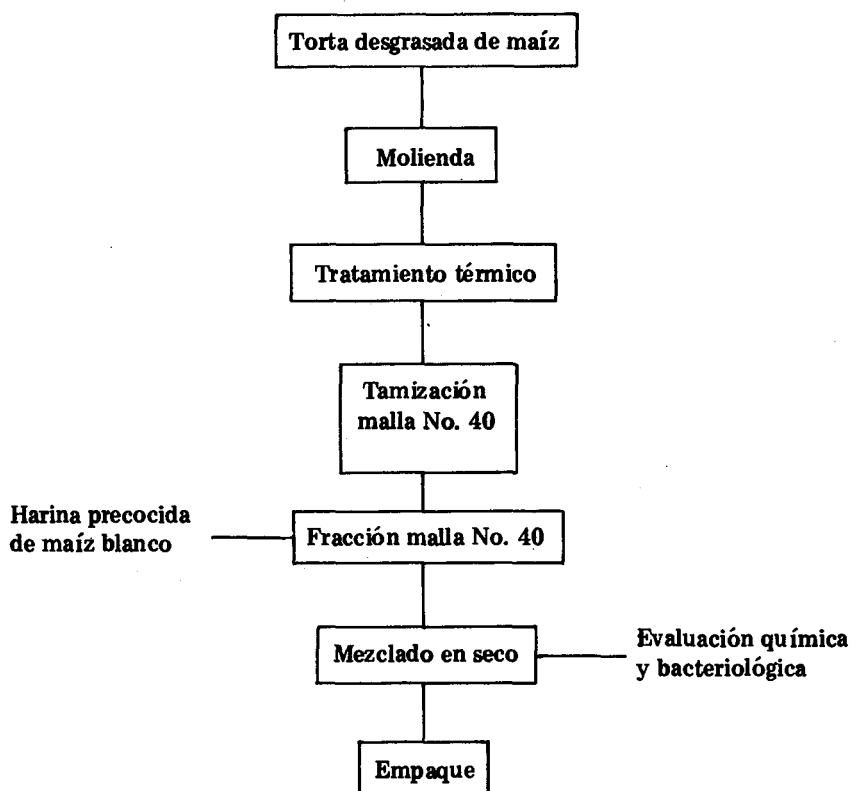 Torta desgrasada de maíz
Molienda
Tratamiento térmico
Tamización
malla No. 40
Harina precocida
de maíz blanco
Fracción malla No. 40
Mezclado en seco
Evaluación química
y bacteriológica
Empaque